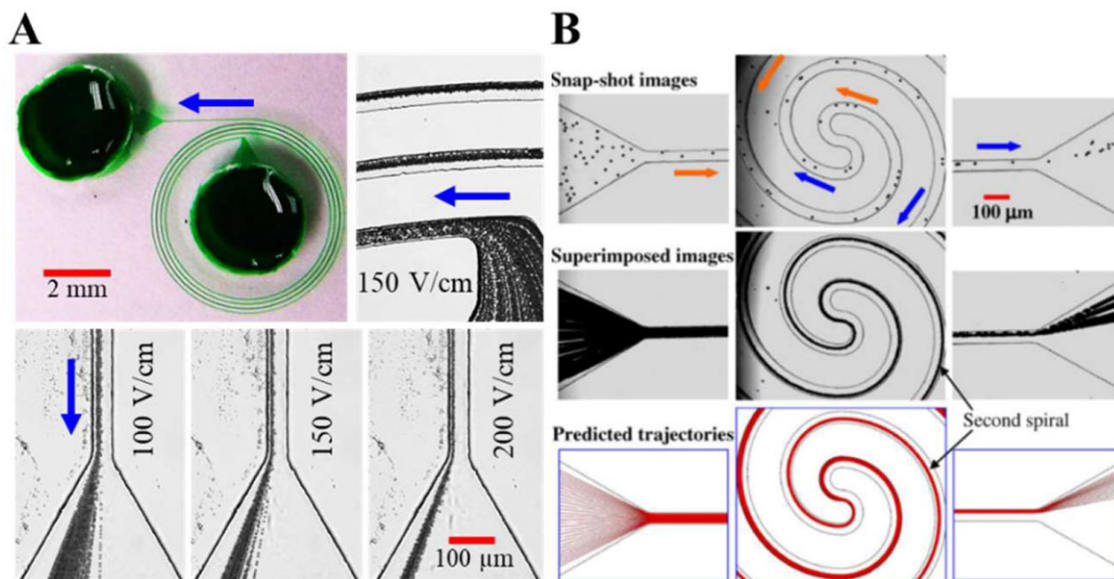 A
2 mm
150 V/cm
100 V/cm
150 V/cm
200 V/cm
100 µm
B
Snap-shot images
100 µm
Superimposed images
Second spiral
Predicted trajectories